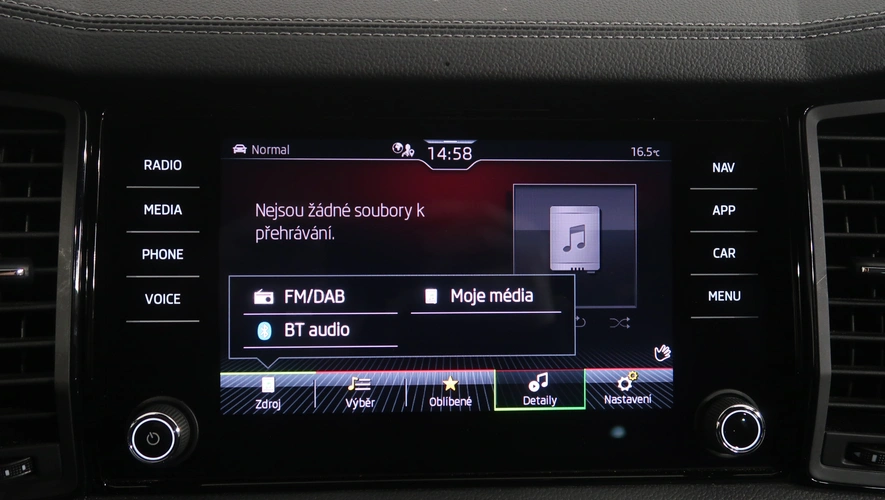 RADIO
MEDIA
PHONE
VOICE
Normal
14:58
16.5°C
Nejsou žádné soubory k
přehrávání.
FM/DAB
Moje média
BT audio
Zdroj
Výběr
Oblíbené
Detaily
Nastavení
NAV
APP
CAR
MENU